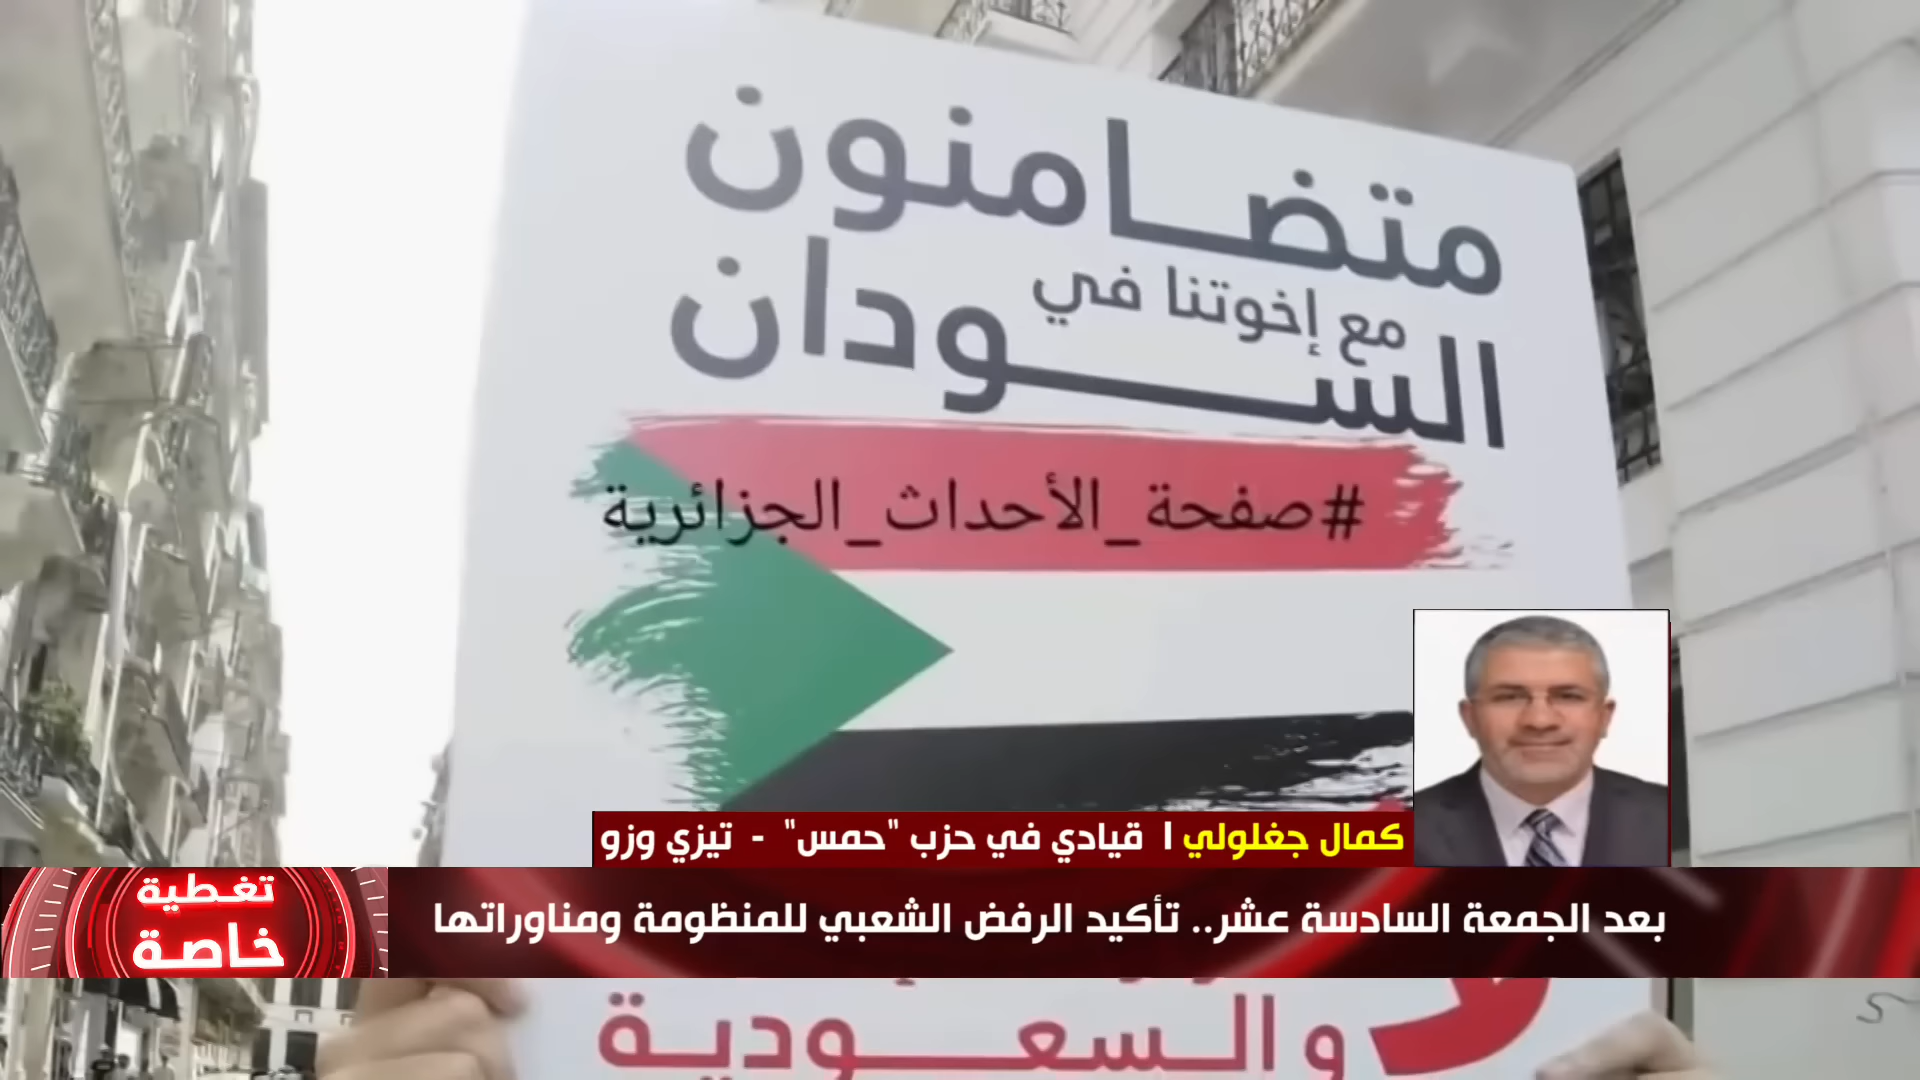 متضامنون
مع إخوتنا في
السودان
#صفحة_الأحداث_الجزائرية
كمال جغلولي | قيادي في حزب "حمس" - تيزي وزو
تغطية
خاصة
بعد الجمعة السادسة عشر.. تأكيد الرفض الشعبي للمنظومة ومناوراتها
والسعودية